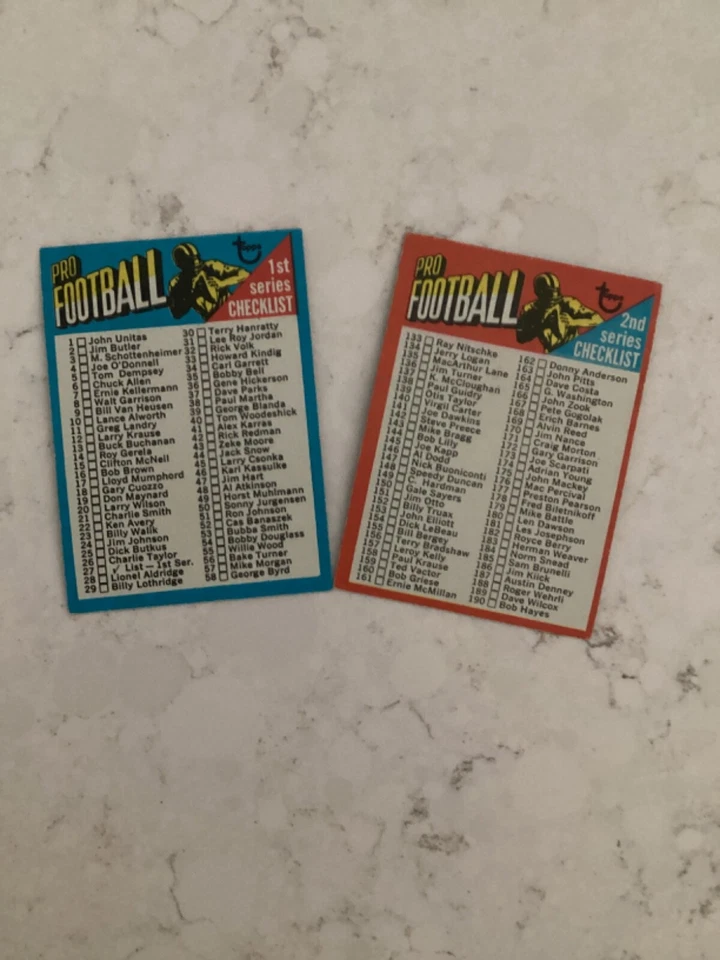 PRO
FOOTBALL
Topps
1st
series
CHECKLIST
1 John Unitas
2 Jim Butler
3 M. Schottenheimer
4 Joe O'Donnell
5 Tom Dempsey
6 Chuck Allen
7 Ernie Kellermann
8 Walt Garrison
9 Bill Van Heusen
10 Lance Alworth
11 Greg Landry
12 Larry Krause
13 Buck Buchanan
14 Roy Gerela
15 Clifton McNeil
16 Bob Brown
17 Lloyd Mumphord
18 Gary Cuozzo
19 Don Maynard
20 Larry Wilson
21 Charlie Smith
22 Ken Avery
23 Billy Walik
24 Jim Johnson
25 Dick Butkus
26 Charlie Taylor
27 ✓ List — 1st Ser.
28 Lionel Aldridge
29 Billy Lothridge
30 Terry Hanratty
31 Lee Roy Jordan
32 Rick Volk
33 Howard Kindig
34 Carl Garrett
35 Bobby Bell
36 Gene Hickerson
37 Dave Parks
38 Paul Martha
39 George Blanda
40 Tom Woodeshick
41 Alex Karras
42 Rick Redman
43 Zeke Moore
44 Jack Snow
45 Larry Csonka
46 Karl Kassulke
47 Jim Hart
48 Al Atkinson
49 Horst Muhlmann
50 Sonny Jurgensen
51 Ron Johnson
52 Cas Banaszek
53 Bubba Smith
54 Bobby Douglass
55 Willie Wood
56 Bake Turner
57 Mike Morgan
58 George Byrd
PRO
FOOTBALL
Topps
2nd
series
CHECKLIST
133 Ray Nitschke
134 Jerry Logan
135 MacArthur Lane
136 Jim Turner
137 K. McCloughan
138 Paul Guidry
139 Otis Taylor
140 Virgil Carter
141 Joe Dawkins
142 Steve Preece
143 Mike Bragg
144 Bob Lilly
145 Joe Kapp
146 Al Dodd
147 Nick Buoniconti
148 Speedy Duncan
149 C. Hardman
150 Gale Sayers
151 Jim Otto
152 Billy Truax
153 John Elliott
154 Dick LeBeau
155 Bill Bergey
156 Terry Bradshaw
157 Leroy Kelly
158 Paul Krause
159 Ted Vactor
160 Bob Griese
161 Ernie McMillan
162 Donny Anderson
163 John Pitts
164 Dave Costa
165 G. Washington
166 John Zook
167 Pete Gogolak
168 Erich Barnes
169 Alvin Reed
170 Jim Nance
171 Craig Morton
172 Gary Garrison
173 Joe Scarpati
174 Adrian Young
175 John Mackey
176 Mac Percival
177 Preston Pearson
178 Fred Biletnikoff
179 Mike Battle
180 Len Dawson
181 Les Josephson
182 Royce Berry
183 Herman Weaver
184 Norm Snead
185 Sam Brunelli
186 Jim Kiick
187 Austin Denney
188 Roger Wehrli
189 Dave Wilcox
190 Bob Hayes